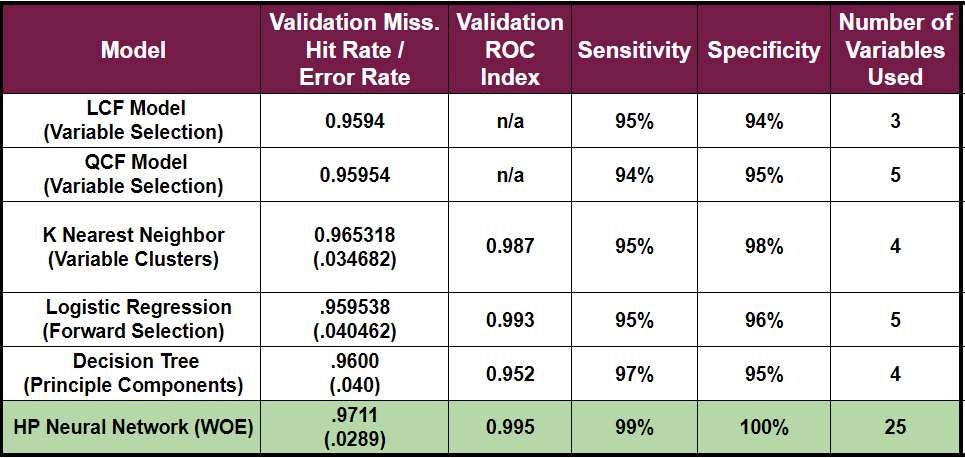 Model
Validation Miss.
Hit Rate /
Error Rate
Validation
ROC
Index
Sensitivity
Specificity
Number of
Variables
Used
LCF Model
(Variable Selection)
0.9594
n/a
95%
94%
3
QCF Model
(Variable Selection)
0.95954
n/a
94%
95%
5
K Nearest Neighbor
(Variable Clusters)
0.965318
(.034682)
0.987
95%
98%
4
Logistic Regression
(Forward Selection)
.959538
(.040462)
0.993
95%
96%
5
Decision Tree
(Principle Components)
.9600
(.040)
0.952
97%
95%
4
HP Neural Network (WOE)
.9711
(.0289)
0.995
99%
100%
25